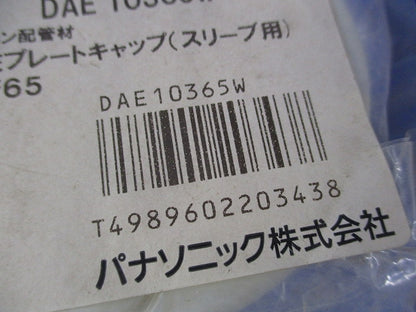 DAE 10365W
ン配管材
プレートキャップ(スリーブ用)
65
DAE10365W
T4989602203438
パナソニック株式会社